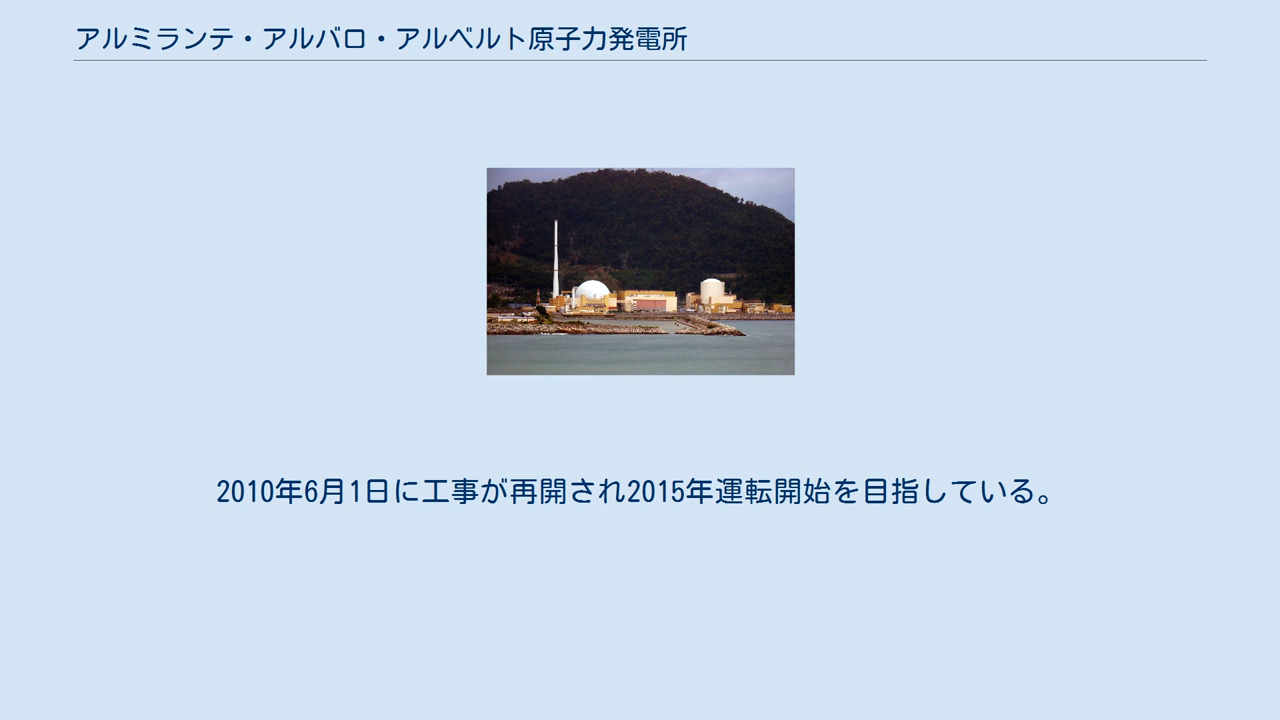 アルミランテ・アルバロ・アルベルト原子力発電所
2010年6月1日に工事が再開され2015年運転開始を目指している。